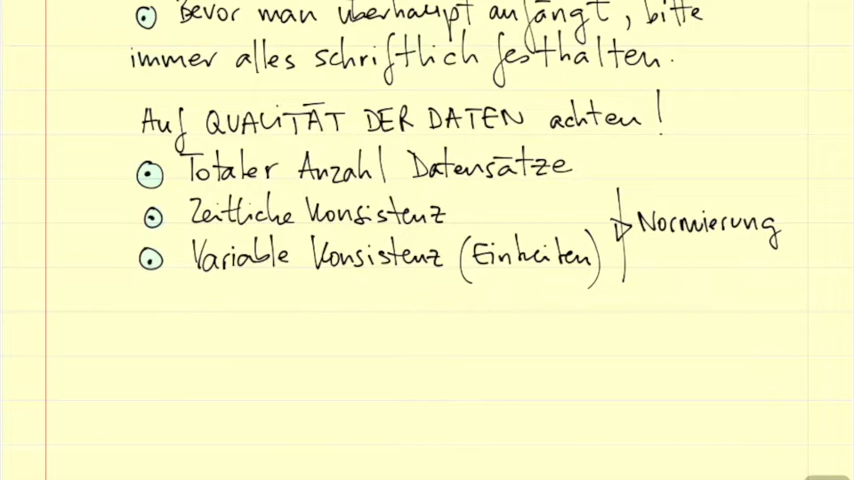 Bevor man überhaupt anfängt, bitte
immer alles schriftlich festhalten.
Auf QUALITÄT DER DATEN achten!
Totaler Anzahl Datensätze
Zeitliche Konsistenz
Variable Konsistenz (Einheiten)
Normierung